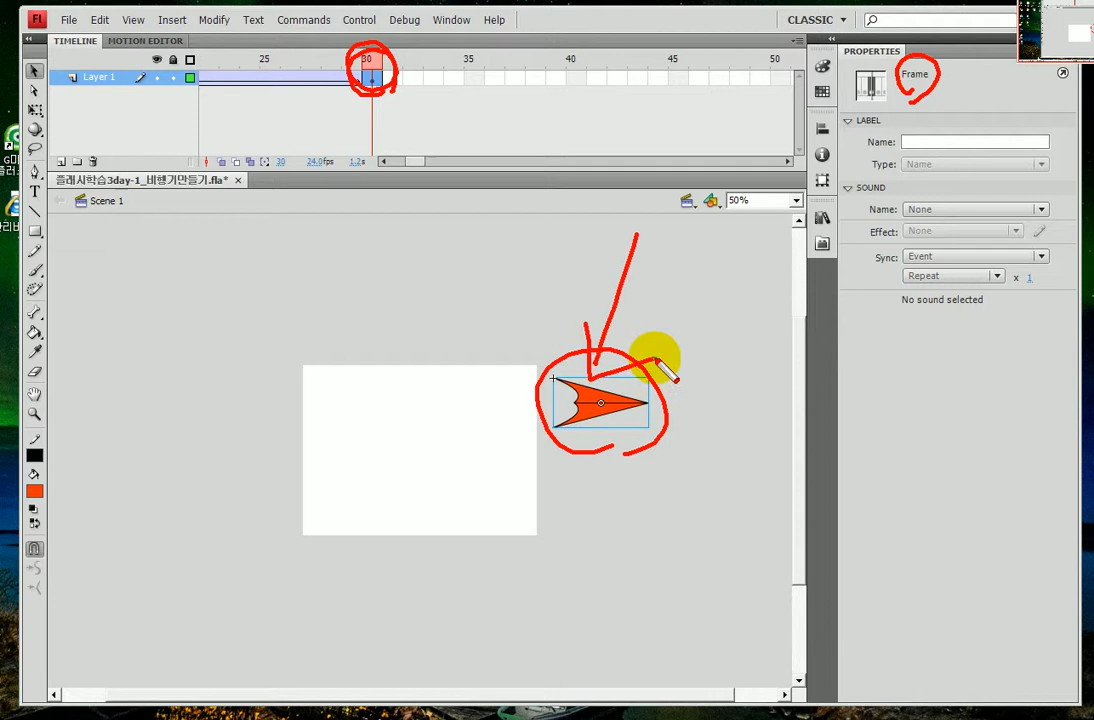 Fl File Edit View Insert Modify Text Commands Control Debug Window Help CLASSIC
TIMELINE MOTION EDITOR
25 30 35 40 45 50
Layer 1
30 24.0fps 1.2s
플래시학습3day-1_비행기만들기.fla*
Scene 1
50%
PROPERTIES
Frame
LABEL
Name:
Type: Name
SOUND
Name: None
Effect: None
Sync: Event
Repeat x 1
No sound selected